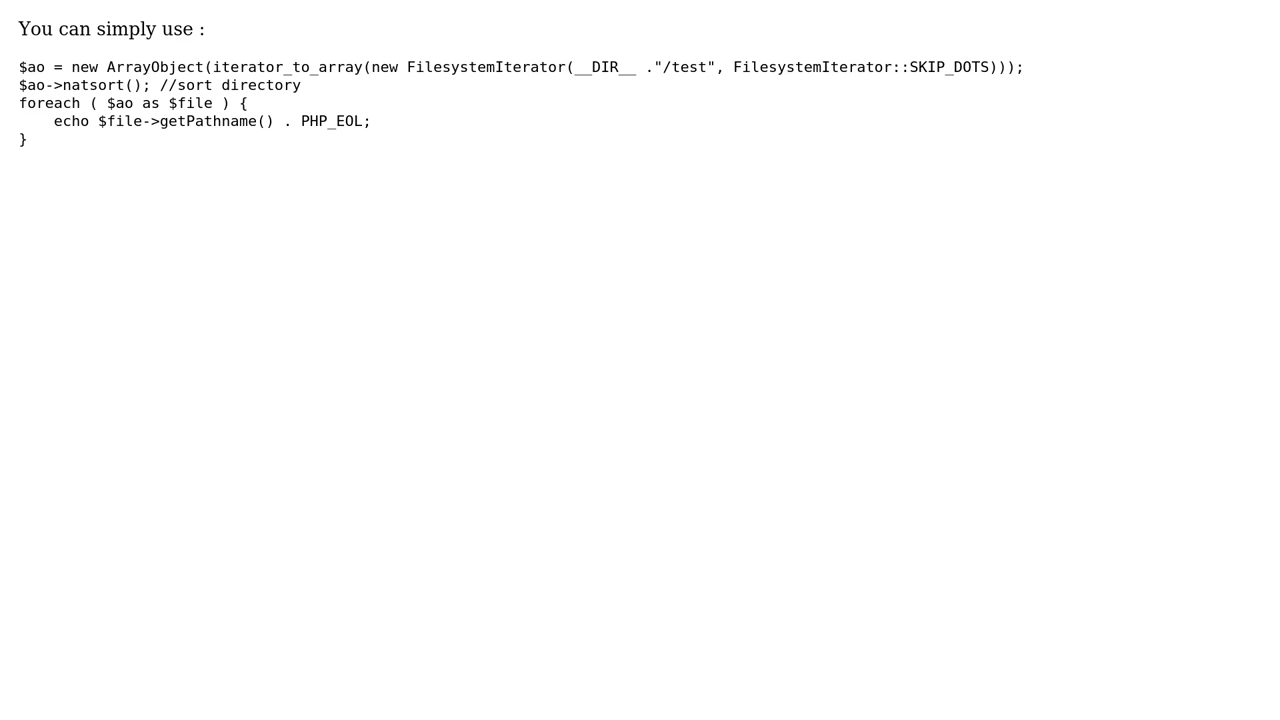 You can simply use :
$ao = new ArrayObject(iterator_to_array(new FilesystemIterator(__DIR__ ."/test", FilesystemIterator::SKIP_DOTS)));
$ao->natsort(); //sort directory
foreach ( $ao as $file ) {
    echo $file->getPathname() . PHP_EOL;
}